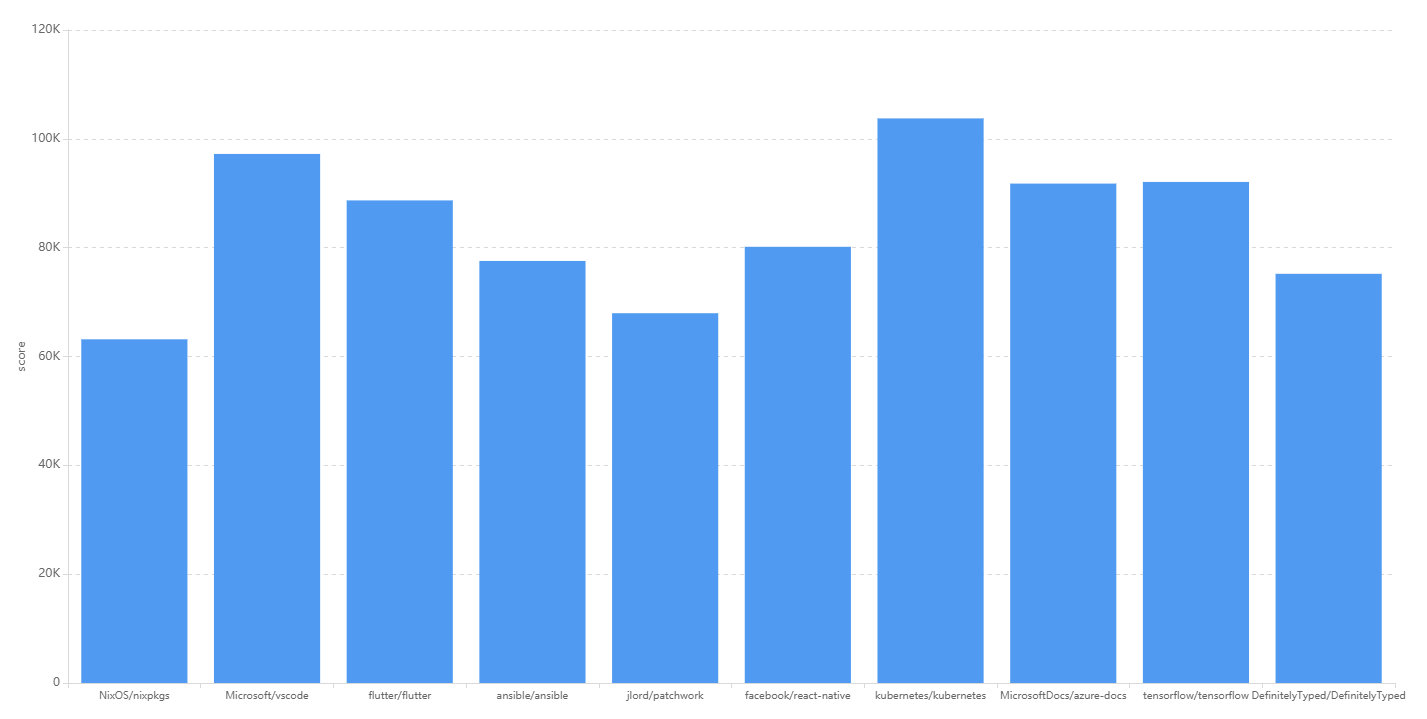 120K
100K
80K
60K
40K
20K
0
score
NixOS/nixpkgs
Microsoft/vscode
flutter/flutter
ansible/ansible
jlord/patchwork
facebook/react-native
kubernetes/kubernetes
MicrosoftDocs/azure-docs
tensorflow/tensorflow
DefinitelyTyped/DefinitelyTyped